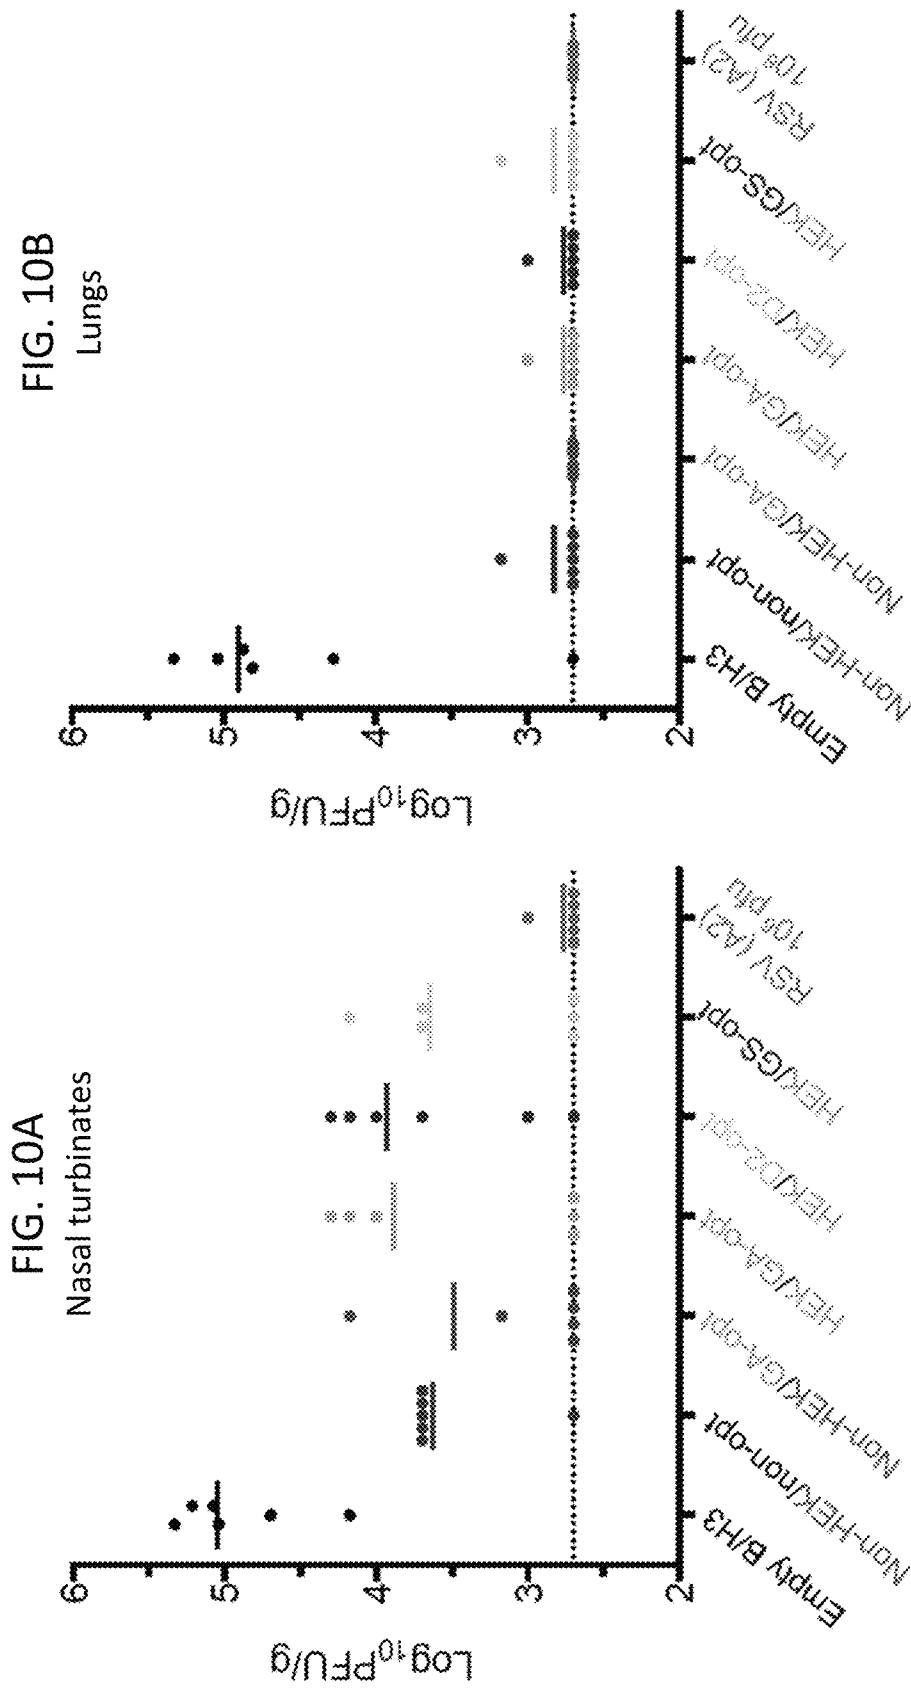 FIG. 10A
Nasal turbinates
Log₁₀PFU/g
6
5
4
3
2
Empty B/H3
Non-HEK/non-opt
Non-HEK/GA-opt
HEK/GA-opt
HEK/D2-opt
HEK/GS-opt
RSV (A2)
10⁶ pfu
FIG. 10B
Lungs
Log₁₀PFU/g
6
5
4
3
2
Empty B/H3
Non-HEK/non-opt
Non-HEK/GA-opt
HEK/GA-opt
HEK/D2-opt
HEK/GS-opt
RSV (A2)
10⁶ pfu